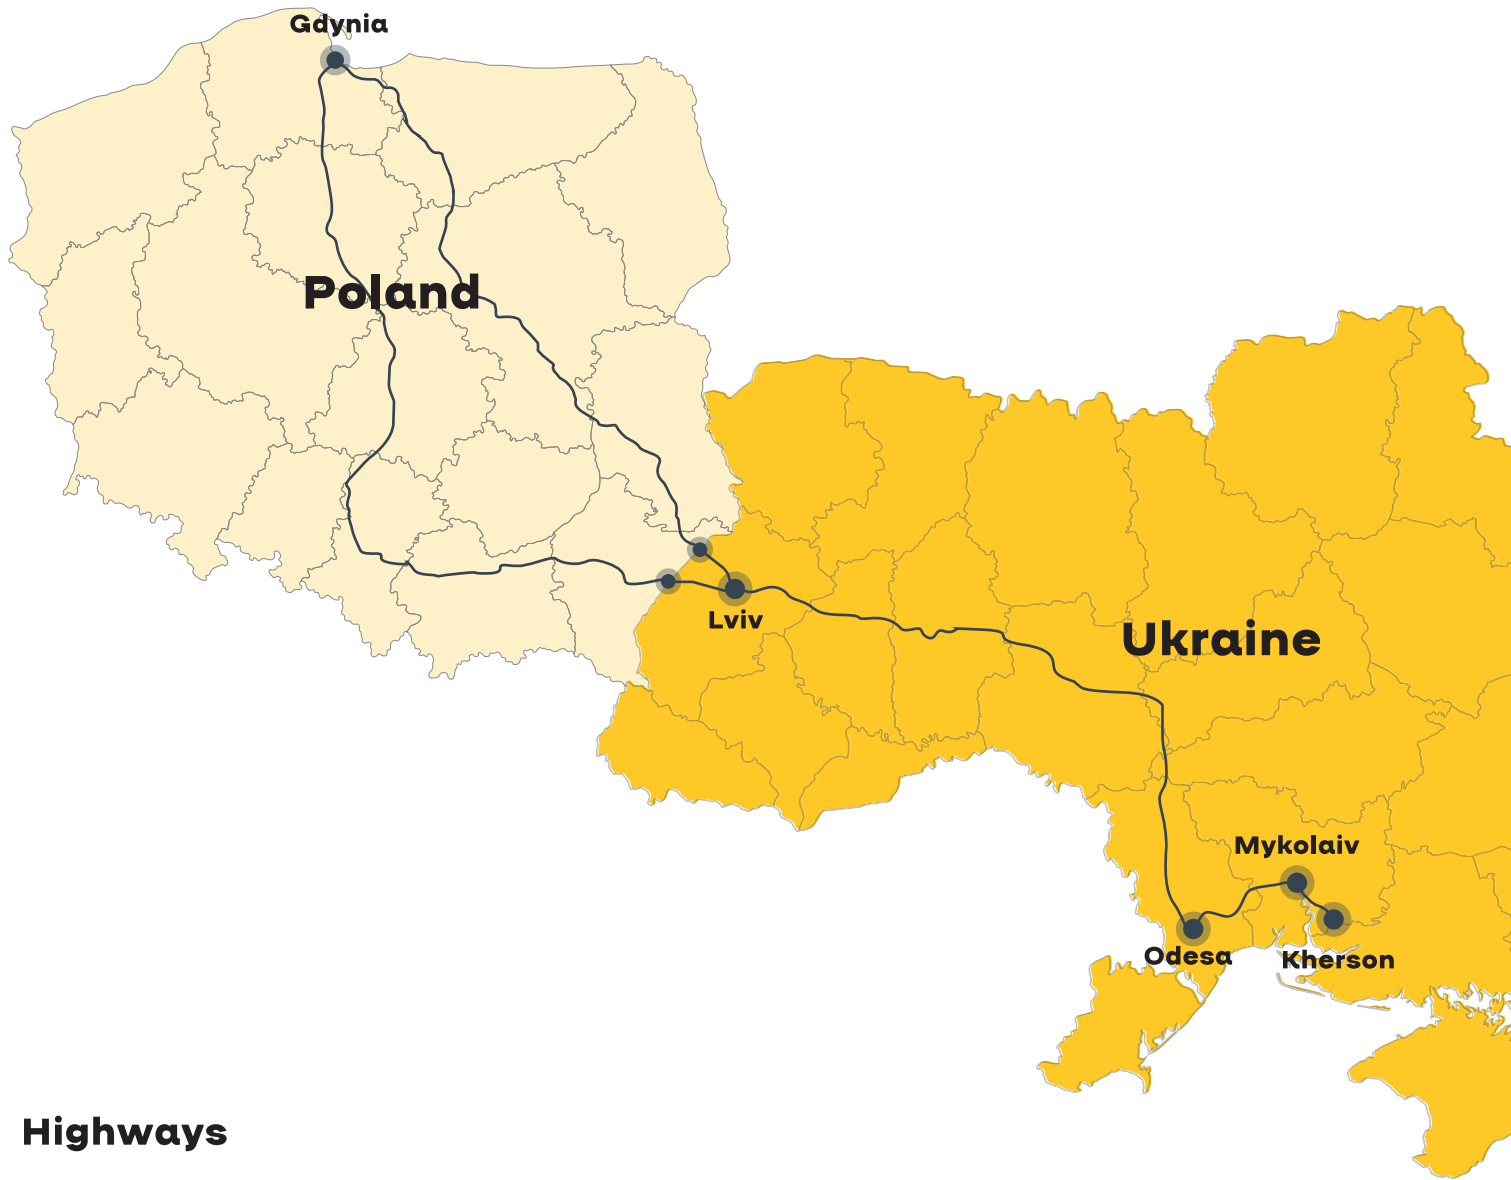 Gdynia
Poland
Lviv
Ukraine
Mykolaiv
Odesa
Kherson
Highways